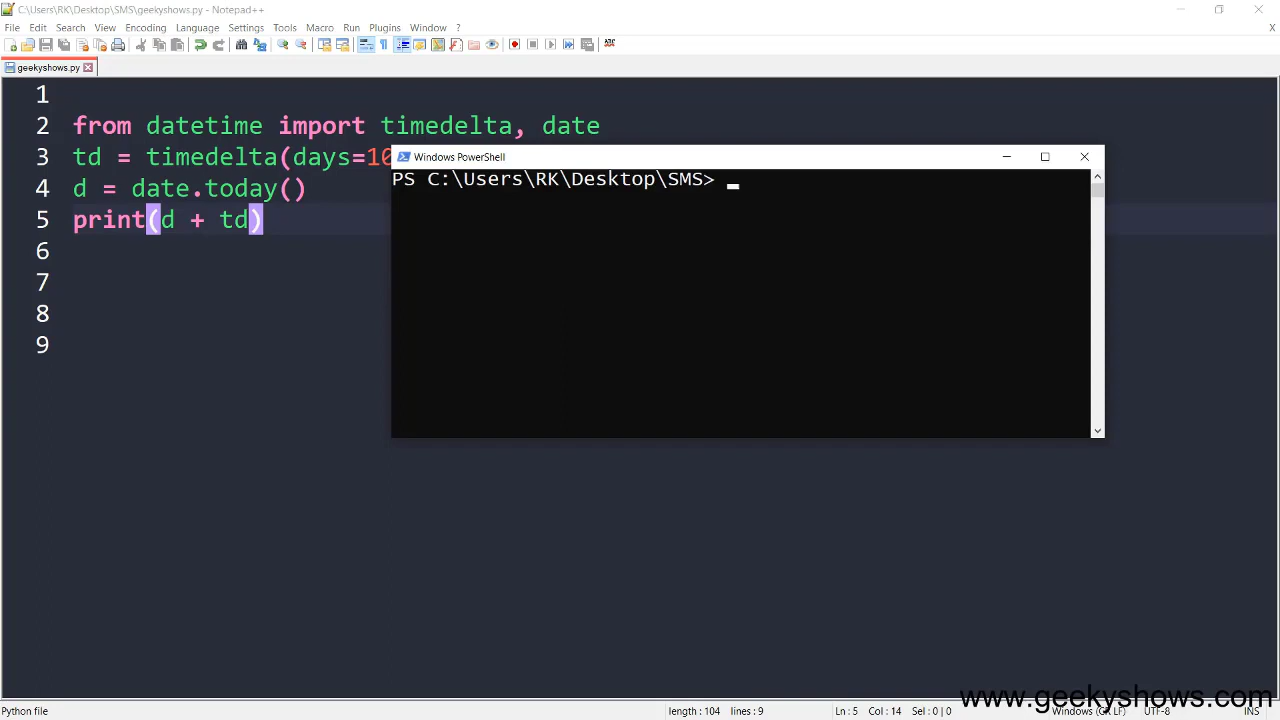 C:\Users\RK\Desktop\SMS\geekyshows.py - Notepad++
File Edit Search View Encoding Language Settings Tools Macro Run Plugins Window ?
X
geekyshows.py
1
2 from datetime import timedelta, date
3 td = timedelta(days=10
4 d = date.today()
5 print(d + td)
6
7
8
9
Windows PowerShell
PS C:\Users\RK\Desktop\SMS>
www.geekyshows.com
Python file length : 104 lines : 9 Ln : 5 Col : 14 Sel : 0 | 0 Windows (CR LF) UTF-8 INS